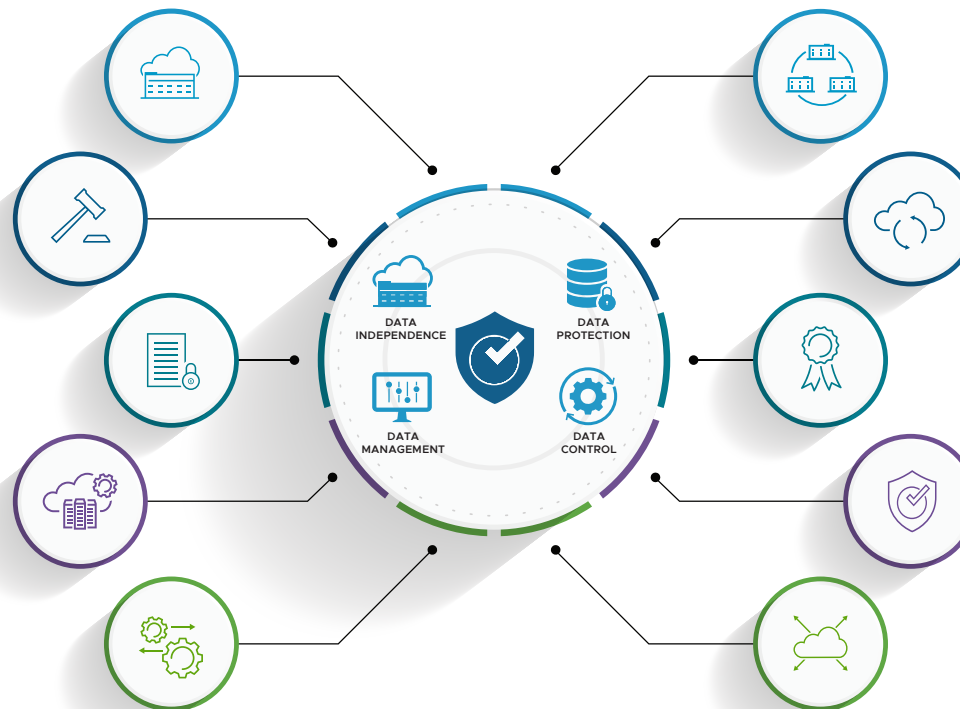 DATA
INDEPENDENCE
DATA
PROTECTION
DATA
MANAGEMENT
DATA
CONTROL